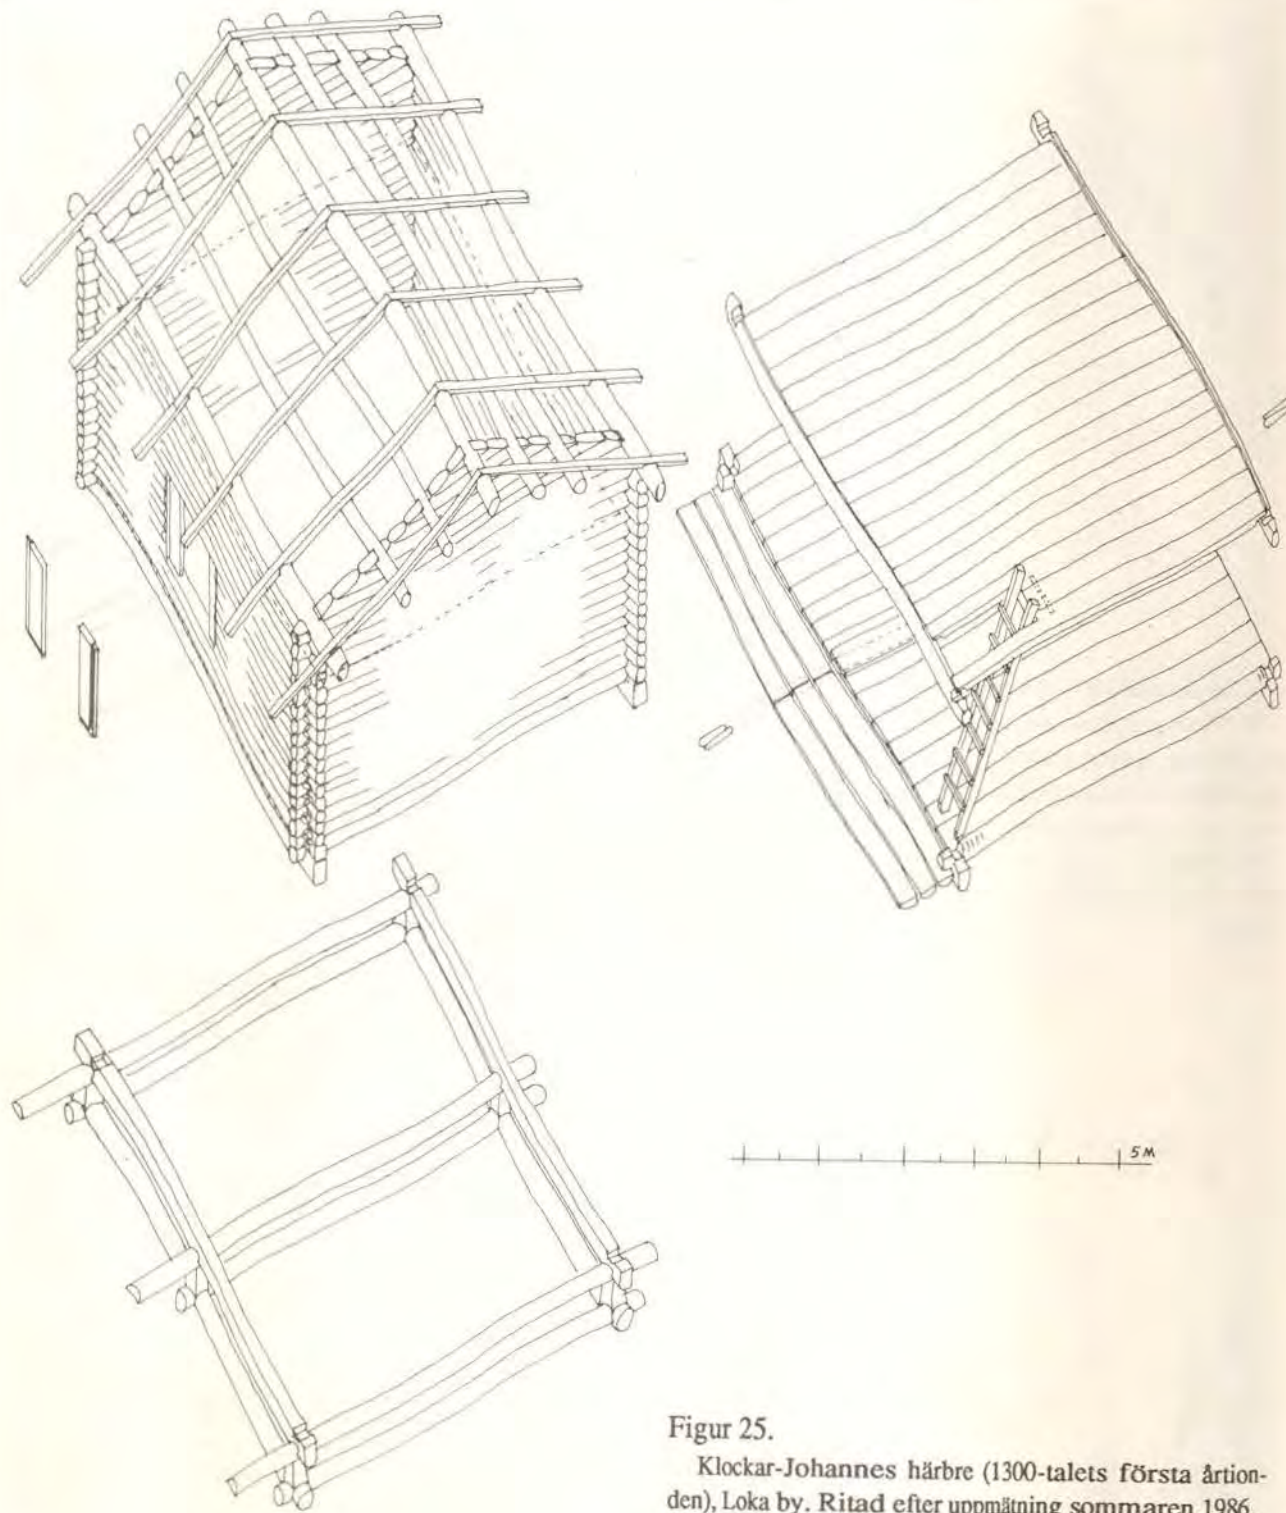 5 M
Figur 25.
Klockar-Johannes härbre (1300-talets första årtion-
den), Loka by. Ritad efter uppmätning sommaren 1986